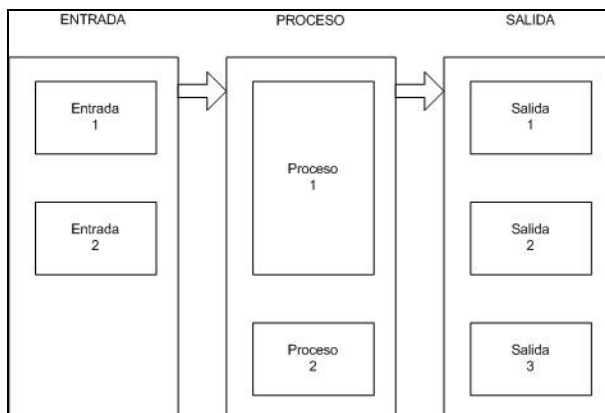 ENTRADA
PROCESO
SALIDA
Entrada
1
Entrada
2
Proceso
1
Proceso
2
Salida
1
Salida
2
Salida
3